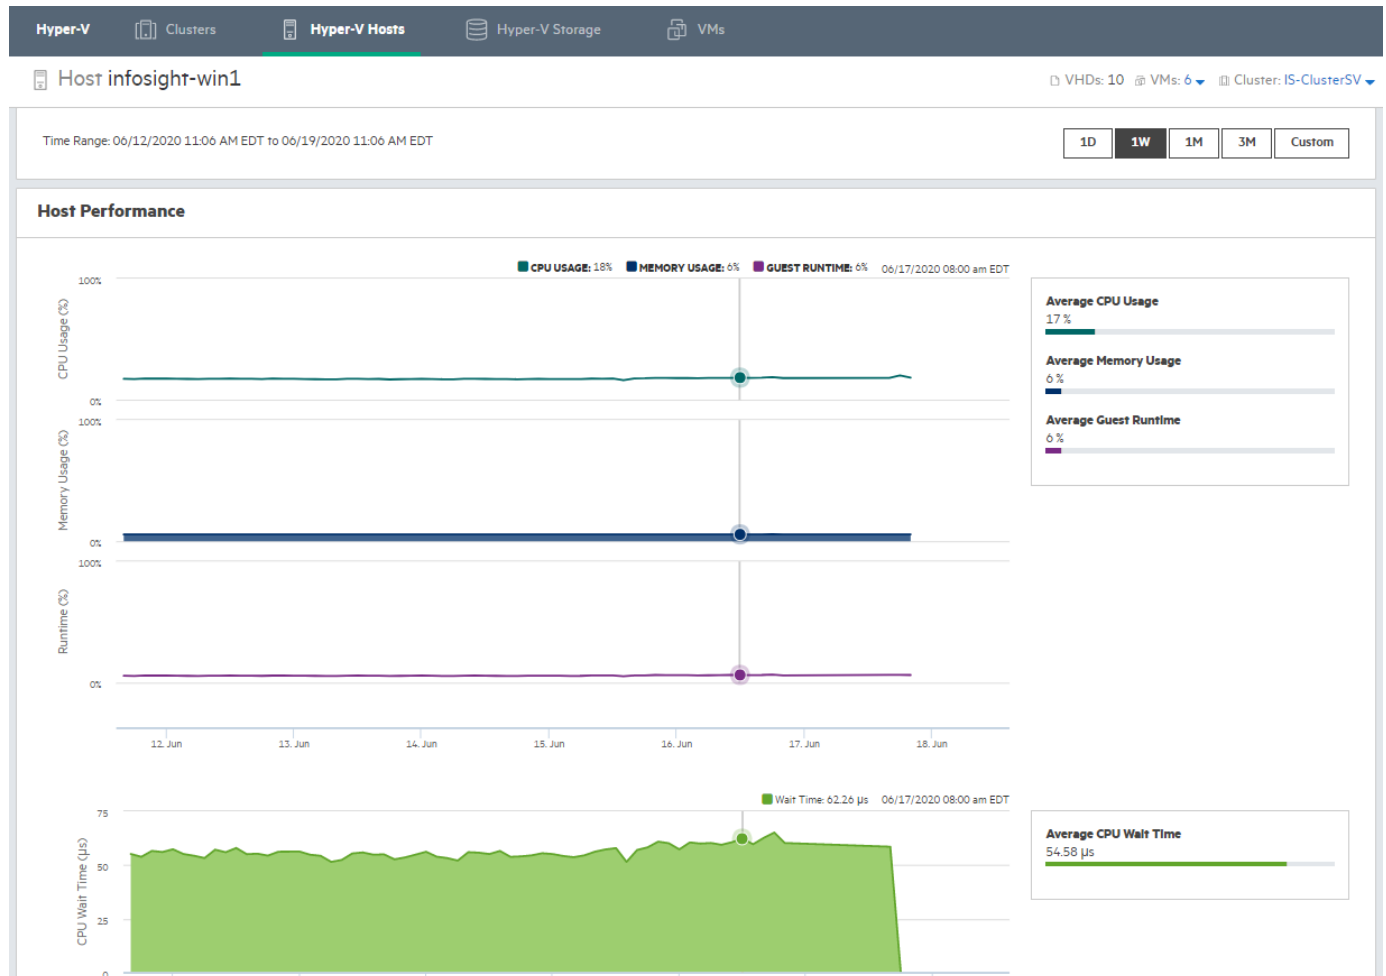 Hyper-V Clusters Hyper-V Hosts Hyper-V Storage VMs
Host infosight-win1
VHDs: 10 VMs: 6 Cluster: IS-ClusterSV
Time Range: 06/12/2020 11:06 AM EDT to 06/19/2020 11:06 AM EDT
1D 1W 1M 3M Custom
Host Performance
CPU USAGE: 18% MEMORY USAGE: 6% GUEST RUNTIME: 6% 06/17/2020 08:00 am EDT
100%
CPU Usage (%)
0%
100%
Memory Usage (%)
0%
100%
Runtime (%)
0%
12. Jun 13. Jun 14. Jun 15. Jun 16. Jun 17. Jun 18. Jun
Average CPU Usage
17 %
Average Memory Usage
6 %
Average Guest Runtime
6 %
Wait Time: 62.26 µs 06/17/2020 08:00 am EDT
75
50
25
0
CPU Wait Time (µs)
Average CPU Wait Time
54.58 µs